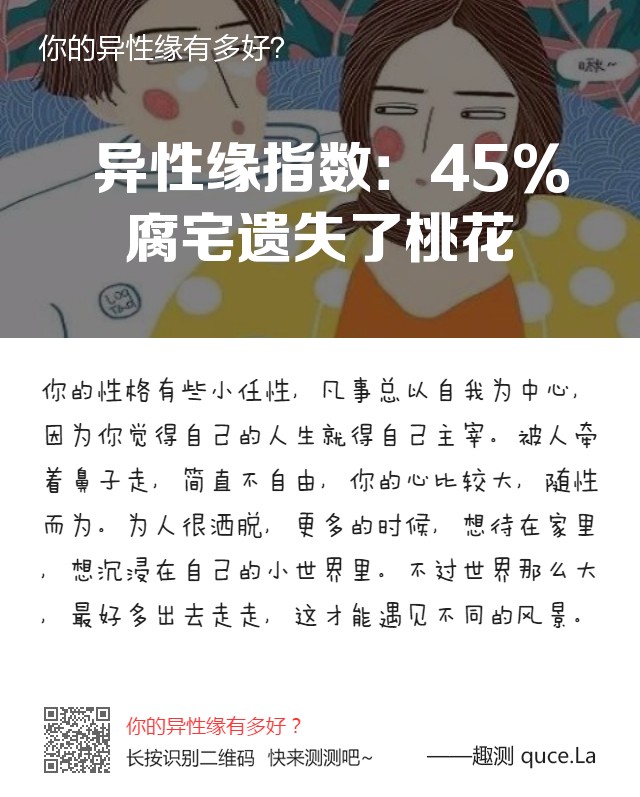 你的异性缘有多好?
啾~
异性缘指数: 45%
腐宅遗失了桃花
Log
Tad
你的性格有些小任性, 凡事总以自我为中心,
因为你觉得自己的人生就得自己主宰。被人牵
着鼻子走, 简直不自由, 你的心比较大, 随性
而为。为人很洒脱, 更多的时候, 想待在家里
, 想沉浸在自己的小世界里。不过世界那么大
, 最好多出去走走, 这才能遇见不同的风景。
你的异性缘有多好?
长按识别二维码 快来测测吧~
——趣测 quce.La